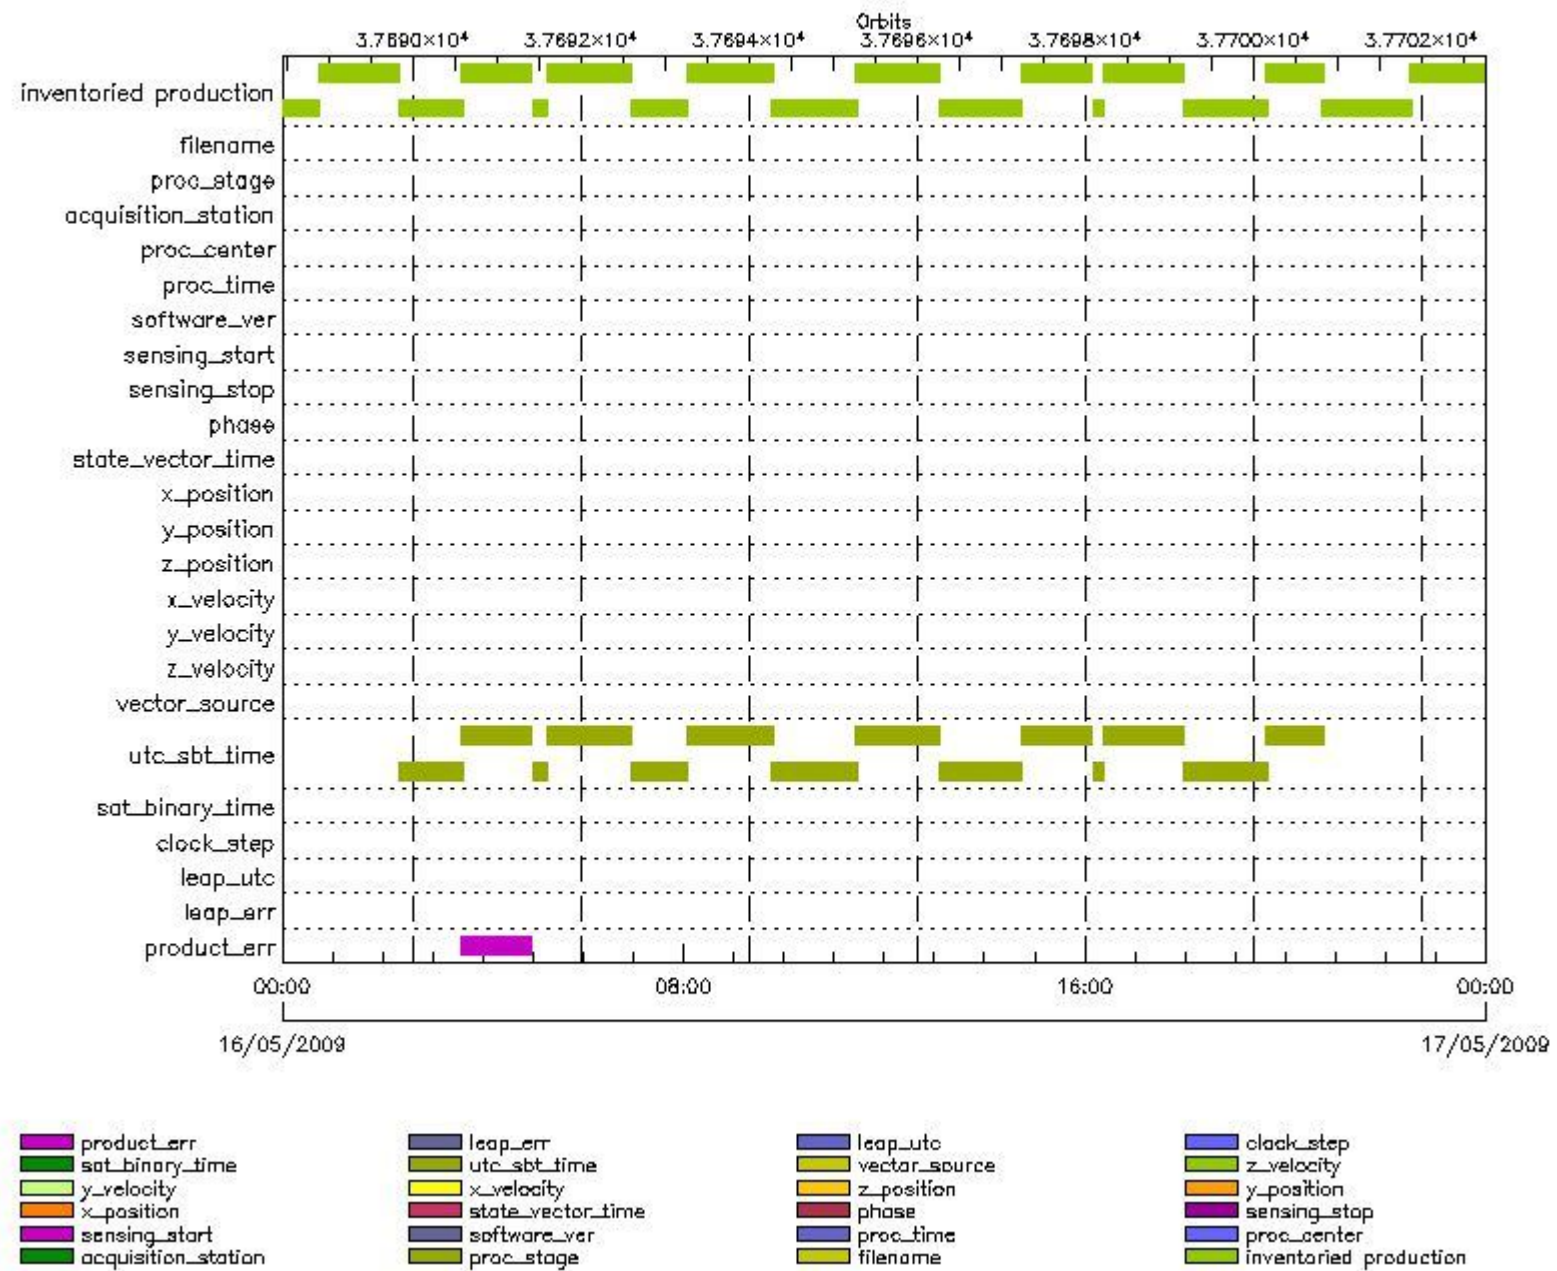 Orbits
3.7690×10⁴ 3.7692×10⁴ 3.7694×10⁴ 3.7696×10⁴ 3.7698×10⁴ 3.7700×10⁴ 3.7702×10⁴
inventoried production
filename
proc_stage
acquisition_station
proc_center
proc_time
software_ver
sensing_start
sensing_stop
phase
state_vector_time
x_position
y_position
z_position
x_velocity
y_velocity
z_velocity
vector_source
utc_sbt_time
sat_binary_time
clock_step
leap_utc
leap_err
product_err
00:00 08:00 16:00 00:00
16/05/2009 17/05/2009
product_err leap_err leap_utc clock_step
sat_binary_time utc_sbt_time vector_source z_velocity
y_velocity x_velocity z_position y_position
x_position state_vector_time phase sensing_stop
sensing_start software_ver proc_time proc_center
acquisition_station proc_stage filename inventoried production